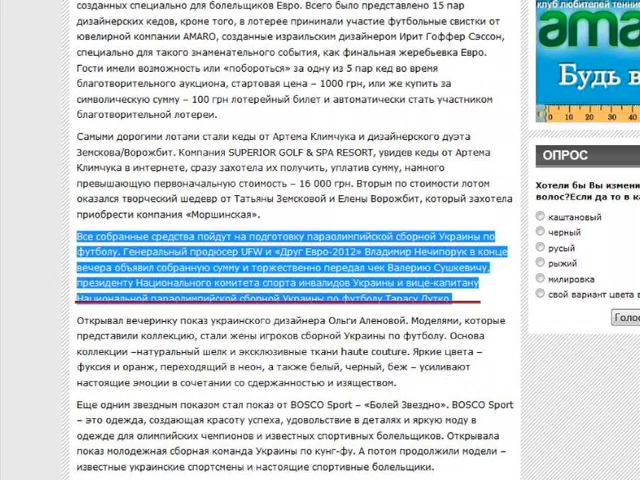 созданных специально для болельщиков Евро. Всего было представлено 15 пар
дизайнерских кедов, кроме того, в лотерее принимали участие футбольные свистки от
ювелирной компании AMARO, созданные израильским дизайнером Ирит Гоффер Сэссон,
специально для такого знаменательного события, как финальная жеребьевка Евро.
Гости имели возможность или «побороться» за одну из 5 пар кед во время
благотворительного аукциона, стартовая цена – 1000 грн, или же купить за
символическую сумму – 100 грн лотерейный билет и автоматически стать участником
благотворительной лотереи.
Самыми дорогими лотами стали кеды от Артема Климчука и дизайнерского дуэта
Земскова/Ворожбит. Компания SUPERIOR GOLF & SPA RESORT, увидев кеды от Артема
Климчука в интернете, сразу захотела их получить, уплатив сумму, намного
превышающую первоначальную стоимость – 16 000 грн. Вторым по стоимости лотом
оказался творческий шедевр от Татьяны Земсковой и Елены Ворожбит, который захотела
приобрести компания «Моршинская».
Все собранные средства пойдут на подготовку параолимпийской сборной Украины по
футболу. Генеральный продюсер UFW и «Друг Евро-2012» Владимир Нечипорук в конце
вечера объявил собранную сумму и торжественно передал чек Валерию Сушкевичу,
президенту Национального комитета спорта инвалидов Украины и вице-капитану
Национальной параолимпийской сборной Украины по футболу Тарасу Дутко.
Открывал вечеринку показ украинского дизайнера Ольги Аленовой. Моделями, которые
представили коллекцию, стали жены игроков сборной Украины по футболу. Основа
коллекции –натуральный шелк и эксклюзивные ткани haute couture. Яркие цвета –
фуксия и оранж, переходящий в неон, а также белый, черный, беж – усиливают
настоящие эмоции в сочетании со сдержанностью и изяществом.
Еще одним звездным показом стал показ от BOSCO Sport – «Болей Звездно». BOSCO Sport
– это одежда, создающая красоту успеха, удовольствие в деталях и яркую моду в
одежде для олимпийских чемпионов и известных спортивных болельщиков. Открывала
показ молодежная сборная команда Украины по кунг-фу. А потом продолжили модели –
известные украинские спортсмены и настоящие спортивные болельщики.
клуб любителей тенни
ama
Будь в
0 10 20 30 40
ОПРОС
Хотели бы Вы измени
волос?Если да то в ка
каштановый
черный
русый
рыжий
милировка
свой вариант цвета в
Голос